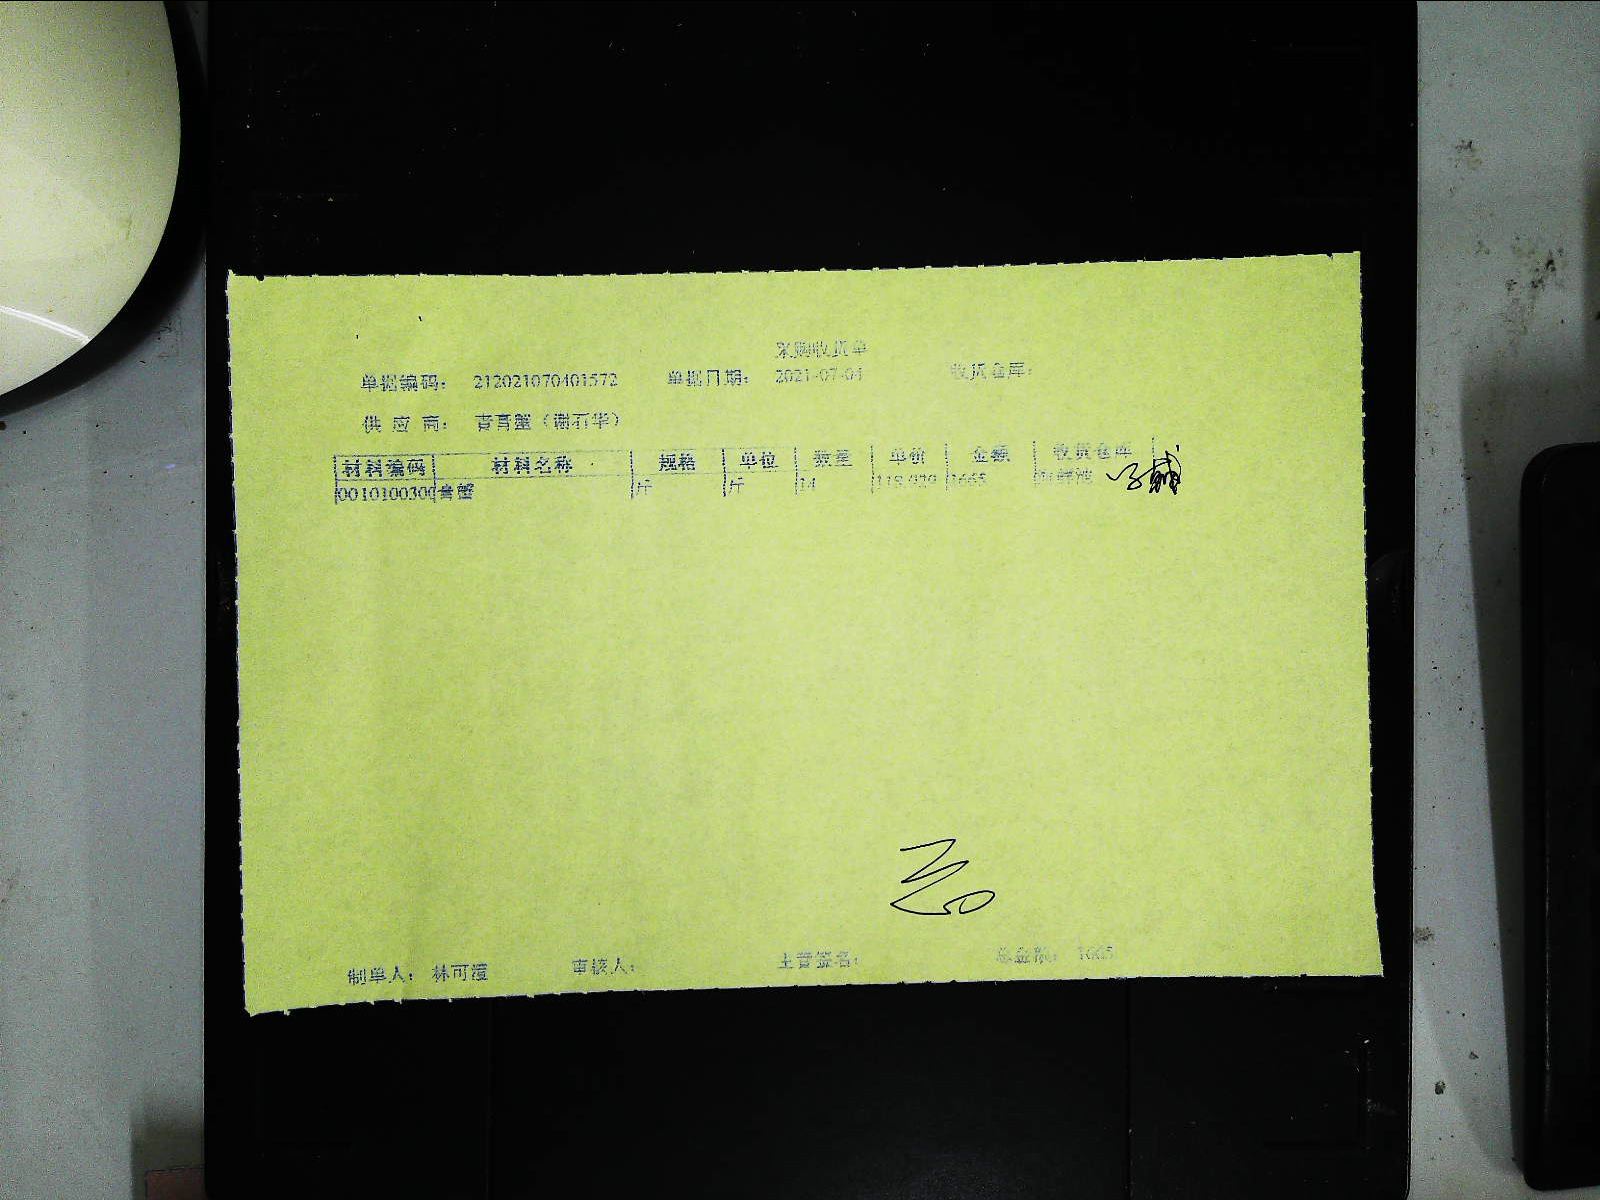 采购收货单
单据编码： 212021070401572 单据日期： 2021-07-04 收货仓库：
供 应 商： 青膏蟹（谢石华）
材料编码 材料名称 规格 单位 数量 单价 金额 收货仓库
0010100300 膏蟹 斤 斤 14 1665
制单人： 林可滢 审核人： 主管签名： 总金额： 1665